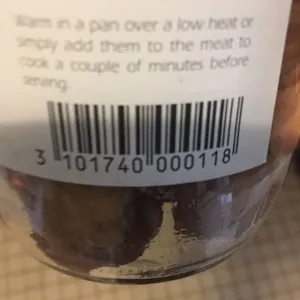 Warm in a pan over a low heat or
simply add them to the meat to
cook a couple of minutes before
serving.
3 101740 000118